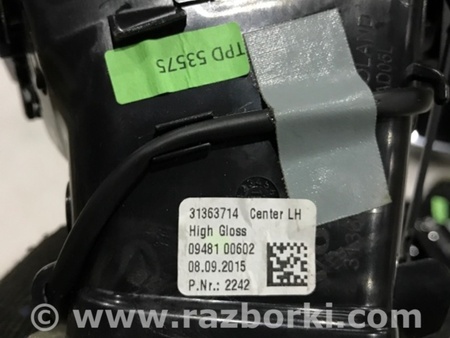 TPD 53575
31363714 Center LH
High Gloss
09481 00602
08.09.2015
P.Nr.: 2242
www.razborki.com